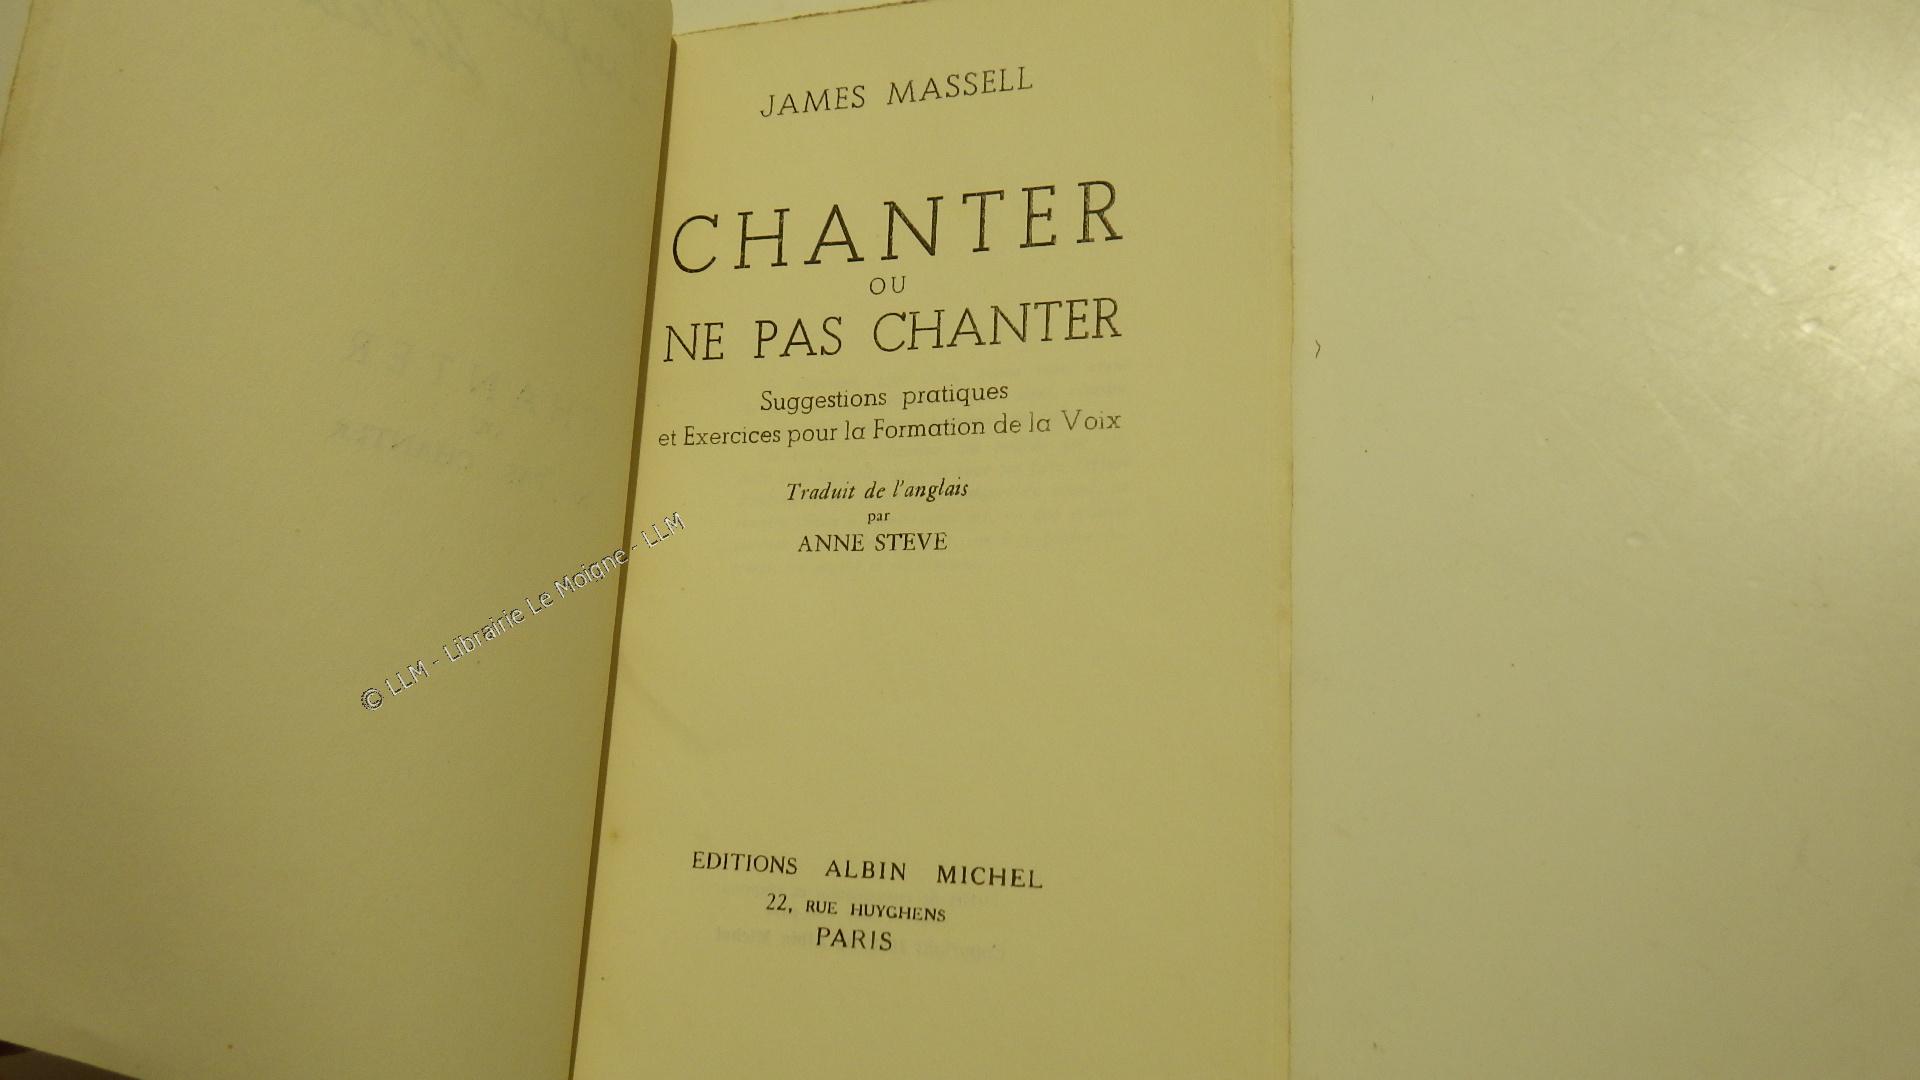 JAMES MASSELL
CHANTER
OU
NE PAS CHANTER
Suggestions pratiques
et Exercices pour la Formation de la Voix
Traduit de l'anglais
par
ANNE STEVE
© LLM - Librairie Le Moigne - LLM
EDITIONS ALBIN MICHEL
22, RUE HUYGHENS
PARIS